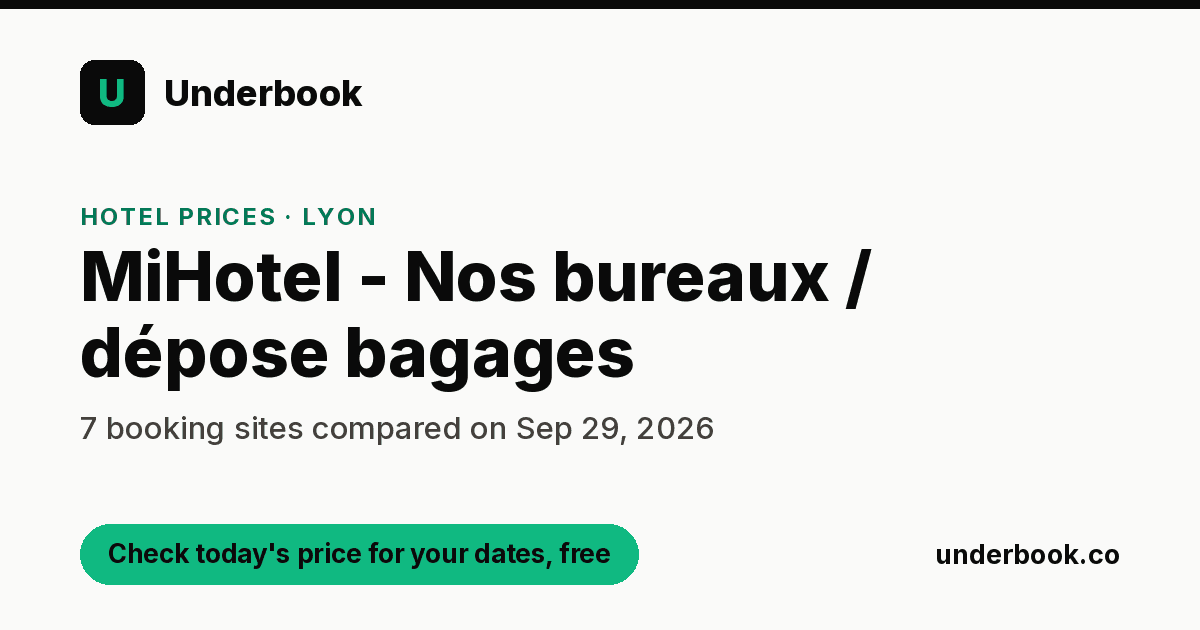 U Underbook
HOTEL PRICES · LYON
MiHotel - Nos bureaux /
dépose bagages
7 booking sites compared on Sep 29, 2026
Check today's price for your dates, free
underbook.co